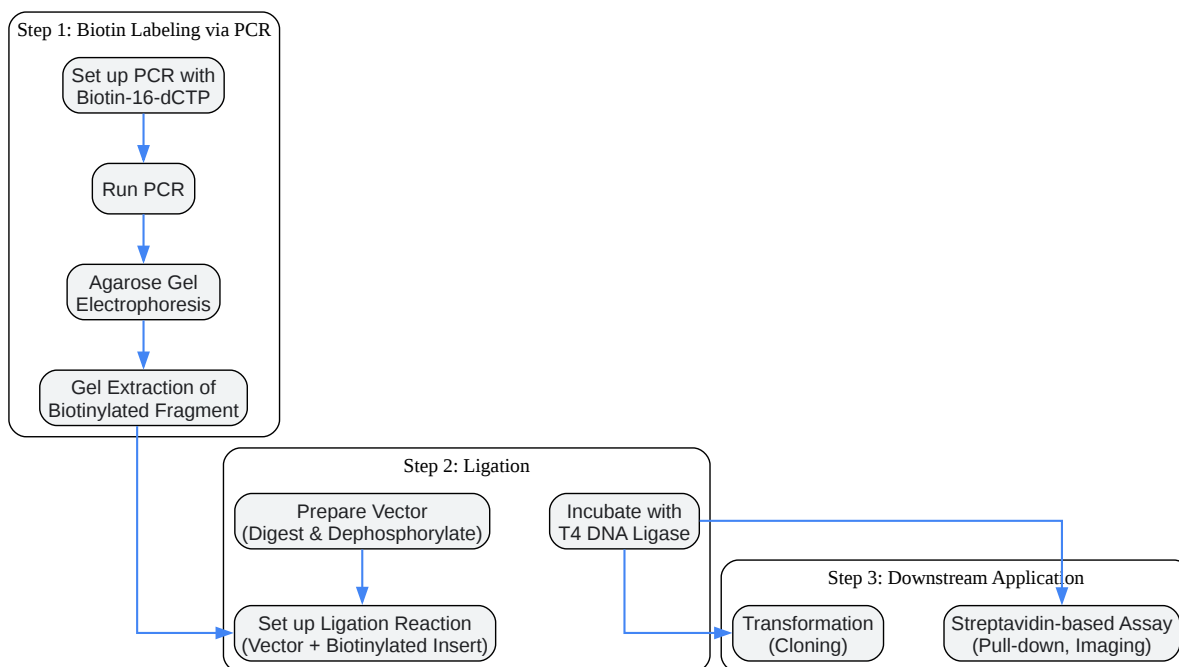 Step 1: Biotin Labeling via PCR
Set up PCR with
Biotin-16-dCTP
Run PCR
Agarose Gel
Electrophoresis
Gel Extraction of
Biotinylated Fragment
Step 2: Ligation
Prepare Vector
(Digest & Dephosphorylate)
Incubate with
T4 DNA Ligase
Set up Ligation Reaction
(Vector + Biotinylated Insert)
Step 3: Downstream Application
Transformation
(Cloning)
Streptavidin-based Assay
(Pull-down, Imaging)